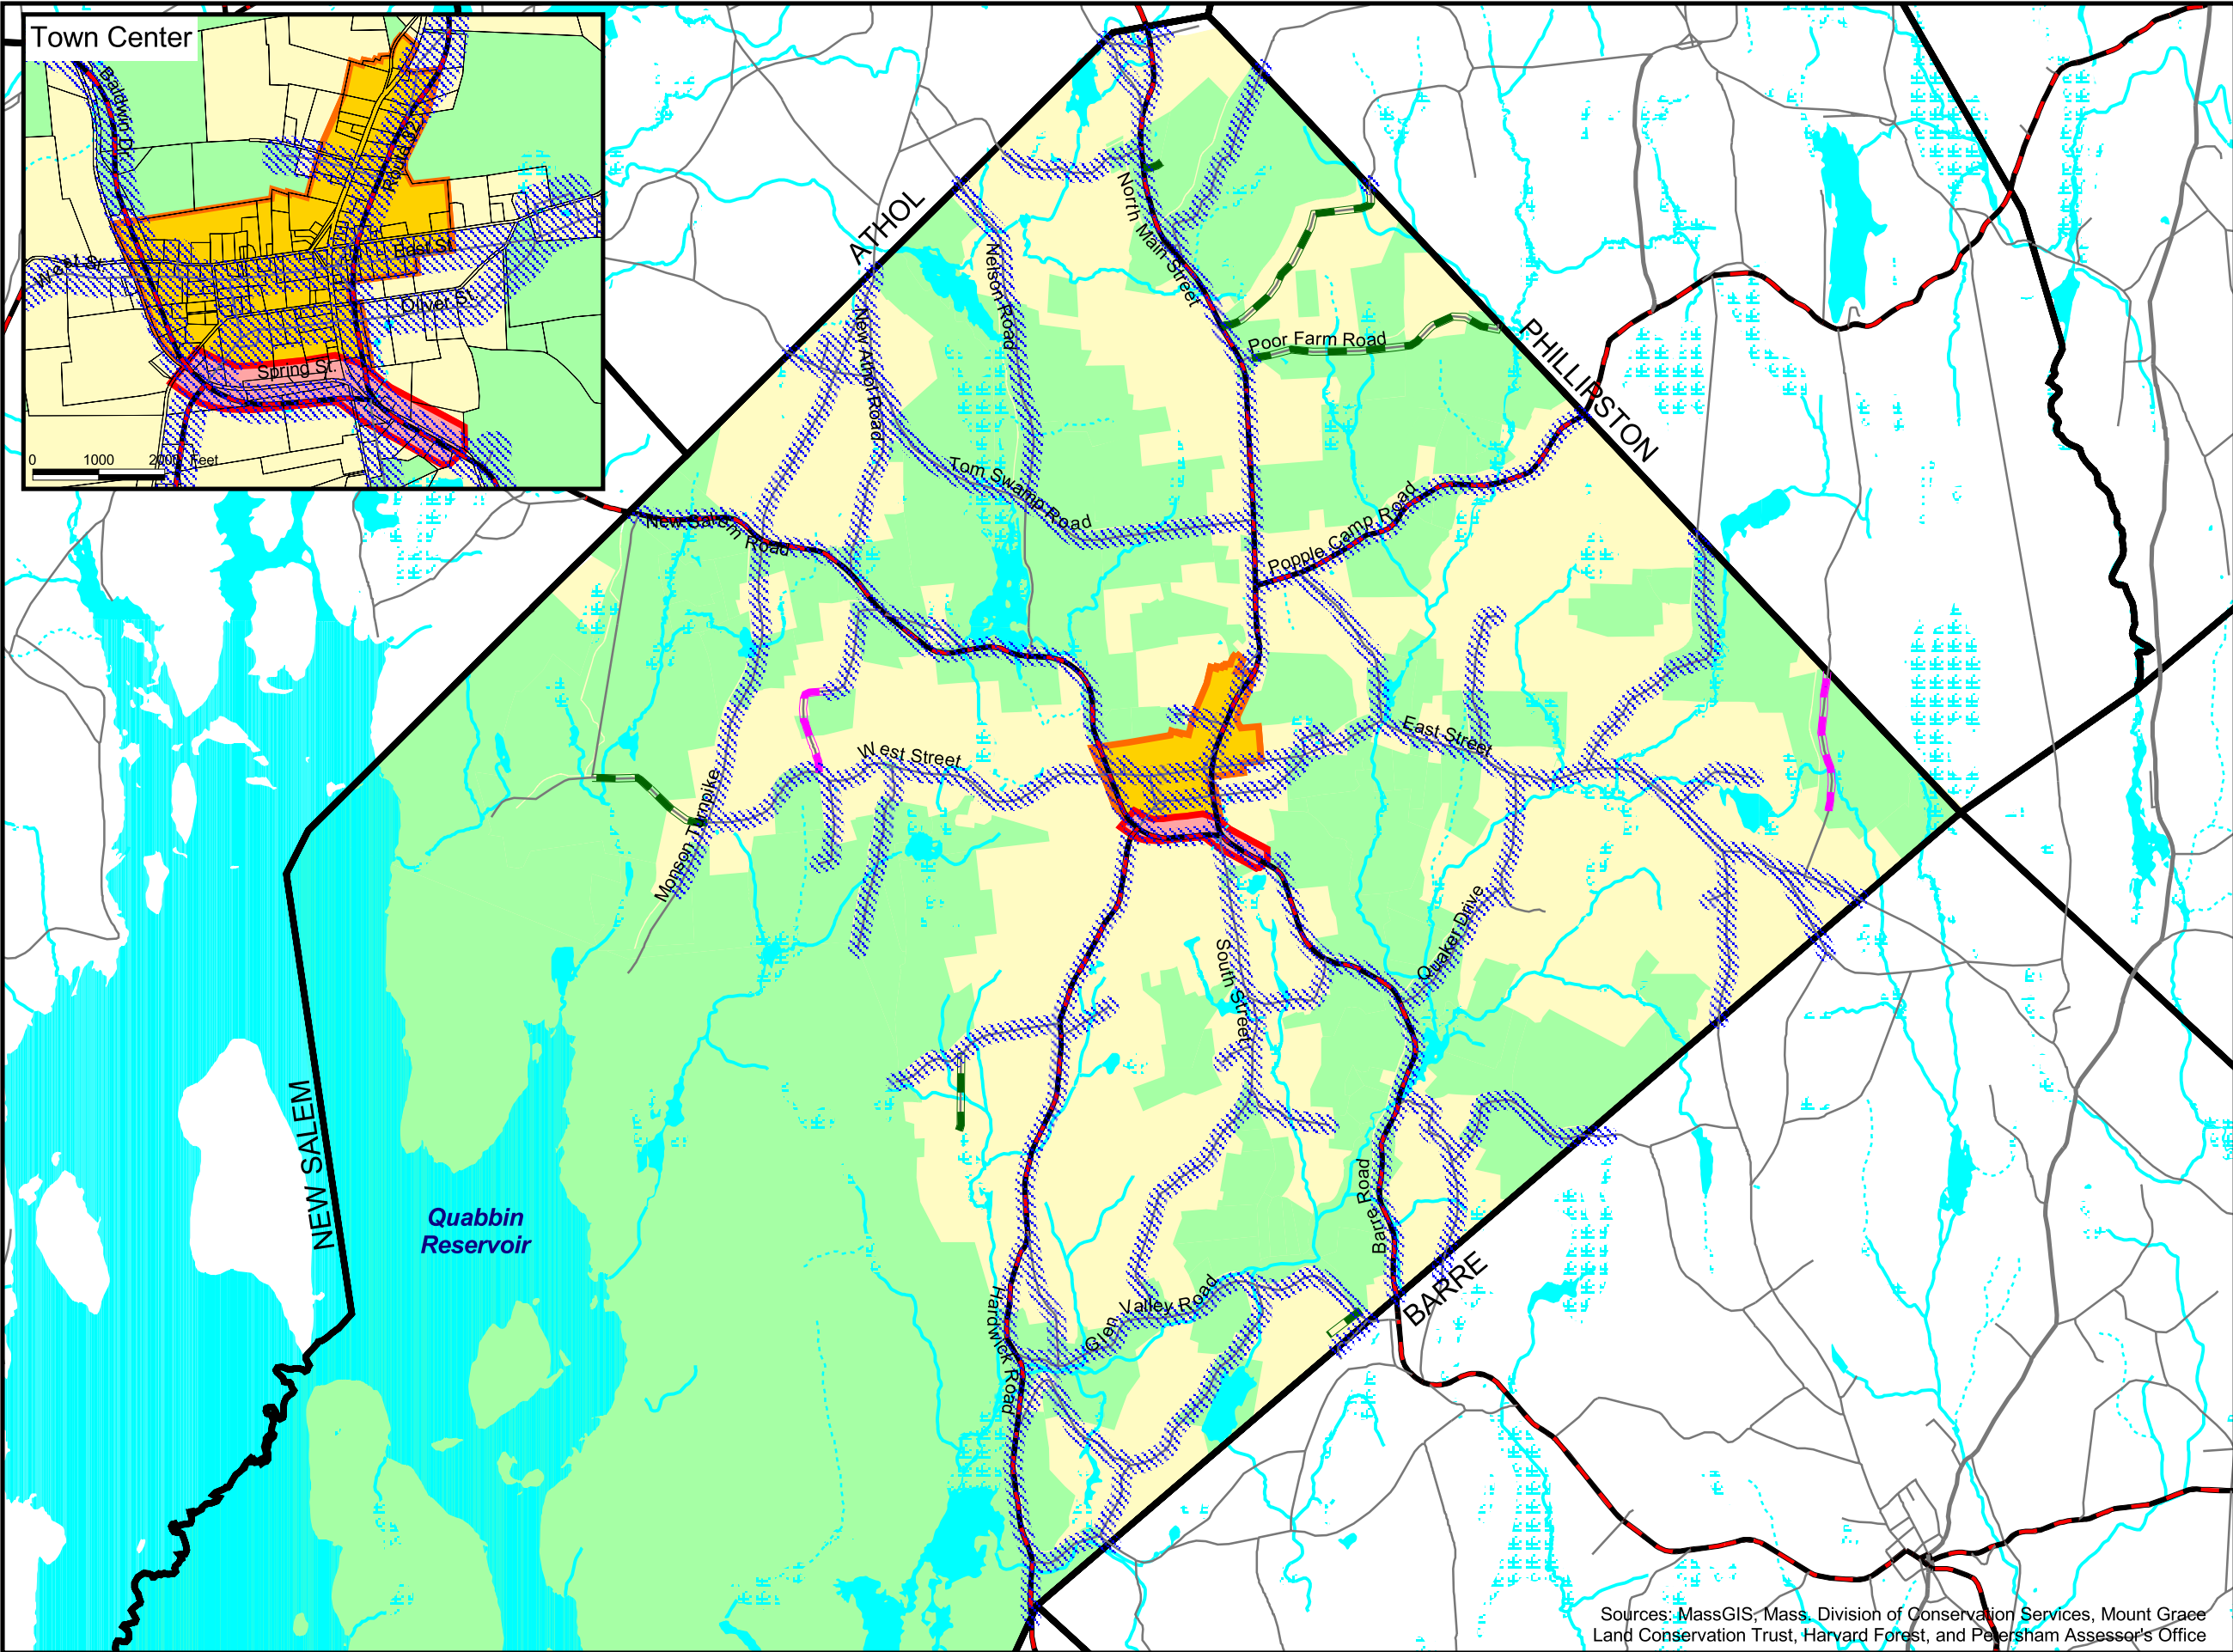 Town Center
Baldwin Dr.
Route 32
West St.
East St.
Oliver St.
Spring St.
0 1000 2000 Feet
ATHOL
North Main Street
Nelson Road
New Athol Road
Poor Farm Road
PHILLIPSTON
Tom Swamp Road
New Salem Road
Popple Camp Road
West Street
East Street
Monson Turnpike
Quaker Drive
South Street
NEW SALEM
Quabbin
Reservoir
Barre Road
BARRE
Glen Valley Road
Hardwick Road
Sources: MassGIS, Mass. Division of Conservation Services, Mount Grace
Land Conservation Trust, Harvard Forest, and Petersham Assessor's Office